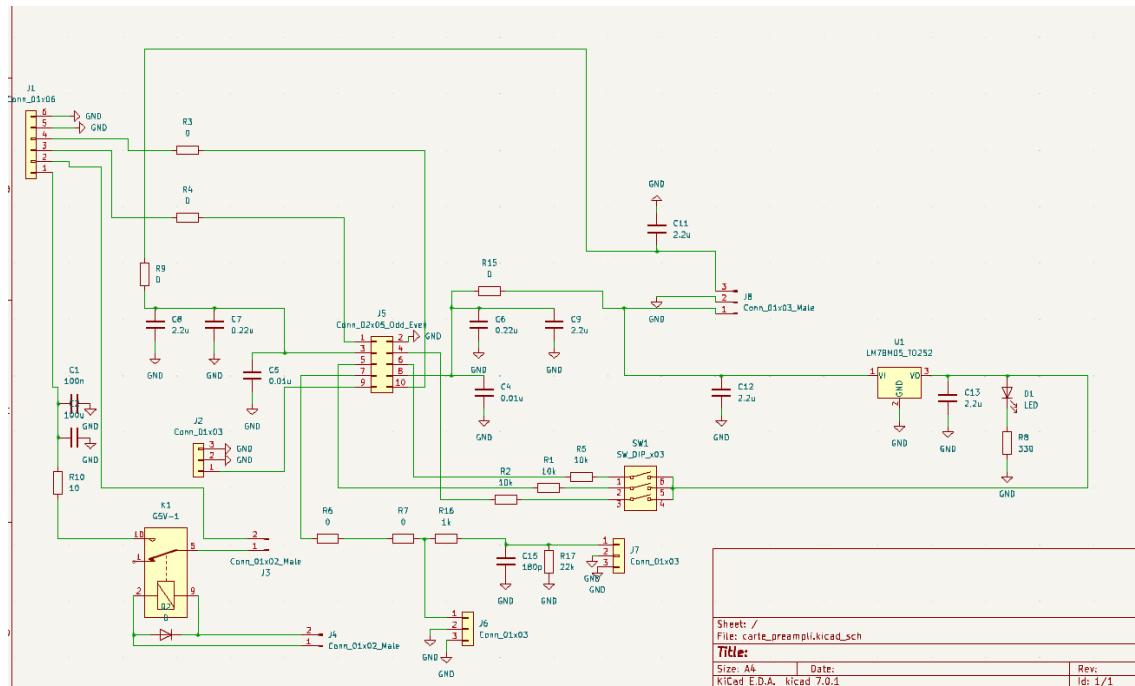 J1
Conn_01x06
6
GND
5
GND
4
3
2
1
R3
0
R4
0
GND
C11
2.2u
R9
0
R15
0
3
2
1
J8
Conn_01x03_Male
GND
C8
2.2u
C7
0.22u
GND
GND
J5
Conn_02x05_Odd_Even
1
3
5
7
9
2
4
6
8
10
GND
C6
0.22u
C9
2.2u
GND
GND
C5
0.01u
GND
C4
0.01u
GND
U1
LM78M05_TO252
1
VI
VO
3
GND
2
GND
C12
2.2u
GND
C13
2.2u
GND
D1
LED
R8
330
GND
C1
100n
GND
C2
100u
GND
J2
Conn_01x03
3
GND
2
GND
1
R10
10
SW1
SW_DIP_x03
R5
10k
R1
10k
R2
10k
1
2
3
6
5
4
K1
G5V-1
10
1
5
2
9
2
1
Conn_01x02_Male
J3
R6
0
R7
0
R16
1k
C15
180p
GND
R17
22k
GND
1
2
3
J7
Conn_01x03
GND
GND
D2
D
2
1
J4
Conn_01x02_Male
1
2
3
J6
Conn_01x03
GND
GND
Sheet: /
File: carte_preampli.kicad_sch
Title:
Size: A4
Date:
Rev:
KiCad E.D.A. kicad 7.0.1
Id: 1/1